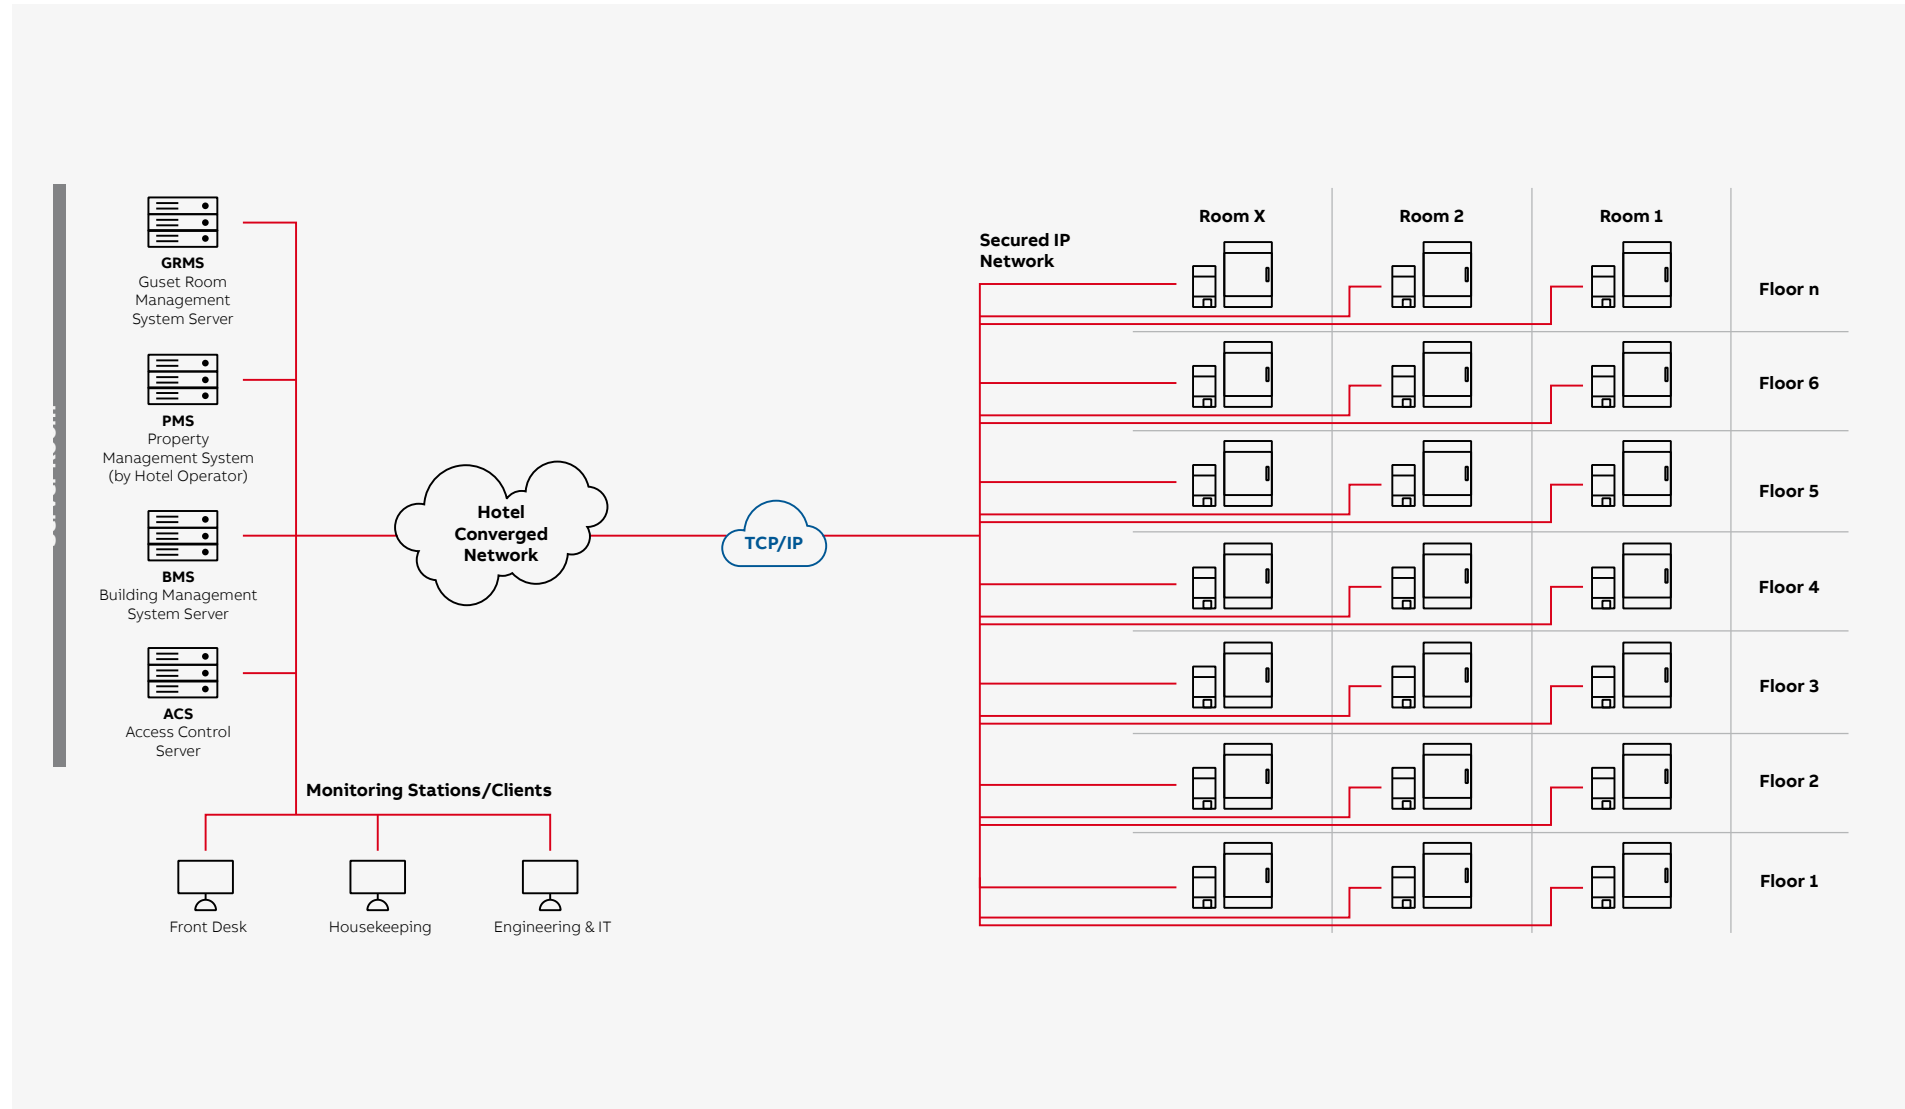 GRMS
Guset Room
Management
System Server
PMS
Property
Management System
(by Hotel Operator)
BMS
Building Management
System Server
ACS
Access Control
Server
Monitoring Stations/Clients
Front Desk
Housekeeping
Engineering & IT
Hotel
Converged
Network
TCP/IP
Secured IP
Network
Room X
Room 2
Room 1
Floor n
Floor 6
Floor 5
Floor 4
Floor 3
Floor 2
Floor 1